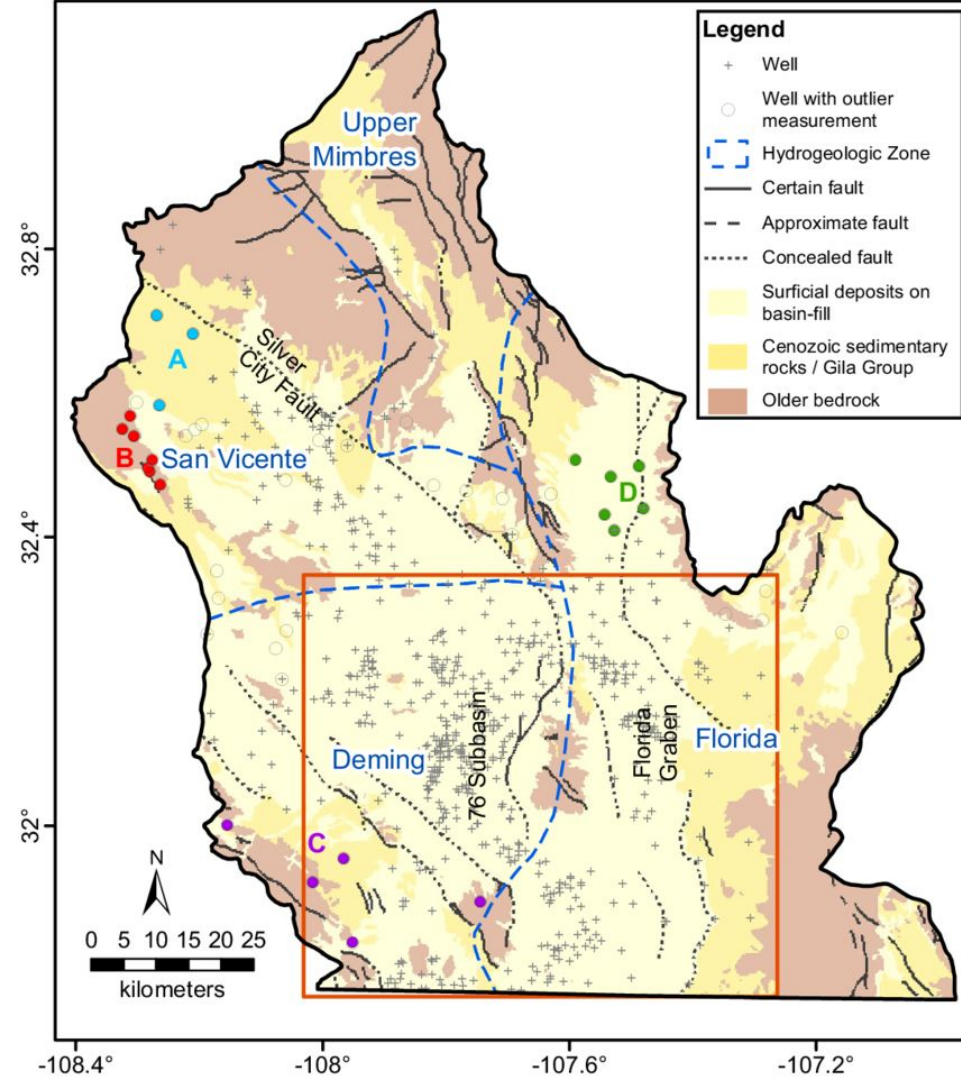 Legend
Well
Well with outlier
measurement
Hydrogeologic Zone
Certain fault
Approximate fault
Concealed fault
Surficial deposits on
basin-fill
Cenozoic sedimentary
rocks / Gila Group
Older bedrock
Upper
Mimbres
32.8°
Silver
City Fault
A
B
San Vicente
D
32.4°
Deming
76 Subbasin
Florida
Graben
Florida
32°
C
N
0 5 10 15 20 25
kilometers
-108.4° -108° -107.6° -107.2°